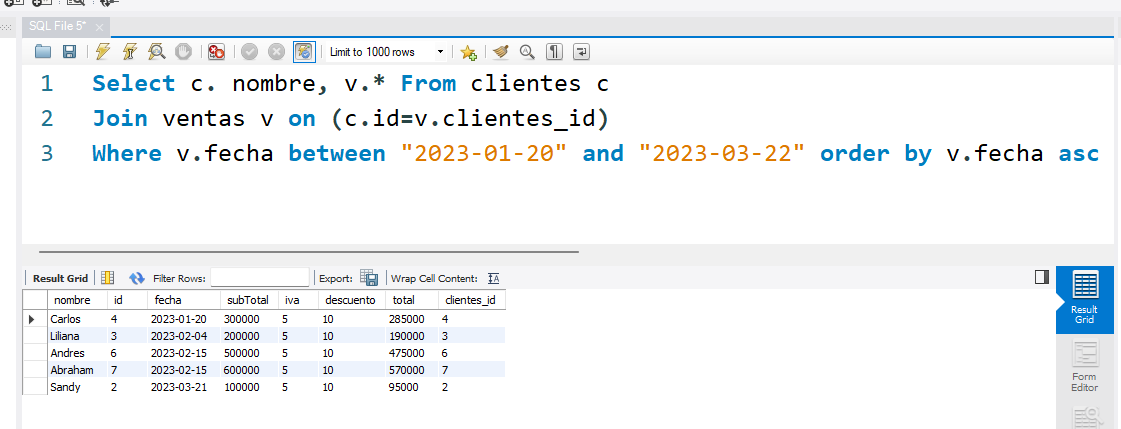 SQL File 5*
Limit to 1000 rows
1 Select c. nombre, v.* From clientes c
2 Join ventas v on (c.id=v.clientes_id)
3 Where v.fecha between "2023-01-20" and "2023-03-22" order by v.fecha asc
Result Grid Filter Rows: Export: Wrap Cell Content:
nombre id fecha subTotal iva descuento total clientes_id
Carlos 4 2023-01-20 300000 5 10 285000 4
Liliana 3 2023-02-04 200000 5 10 190000 3
Andres 6 2023-02-15 500000 5 10 475000 6
Abraham 7 2023-02-15 600000 5 10 570000 7
Sandy 2 2023-03-21 100000 5 10 95000 2
Result
Grid
Form
Editor